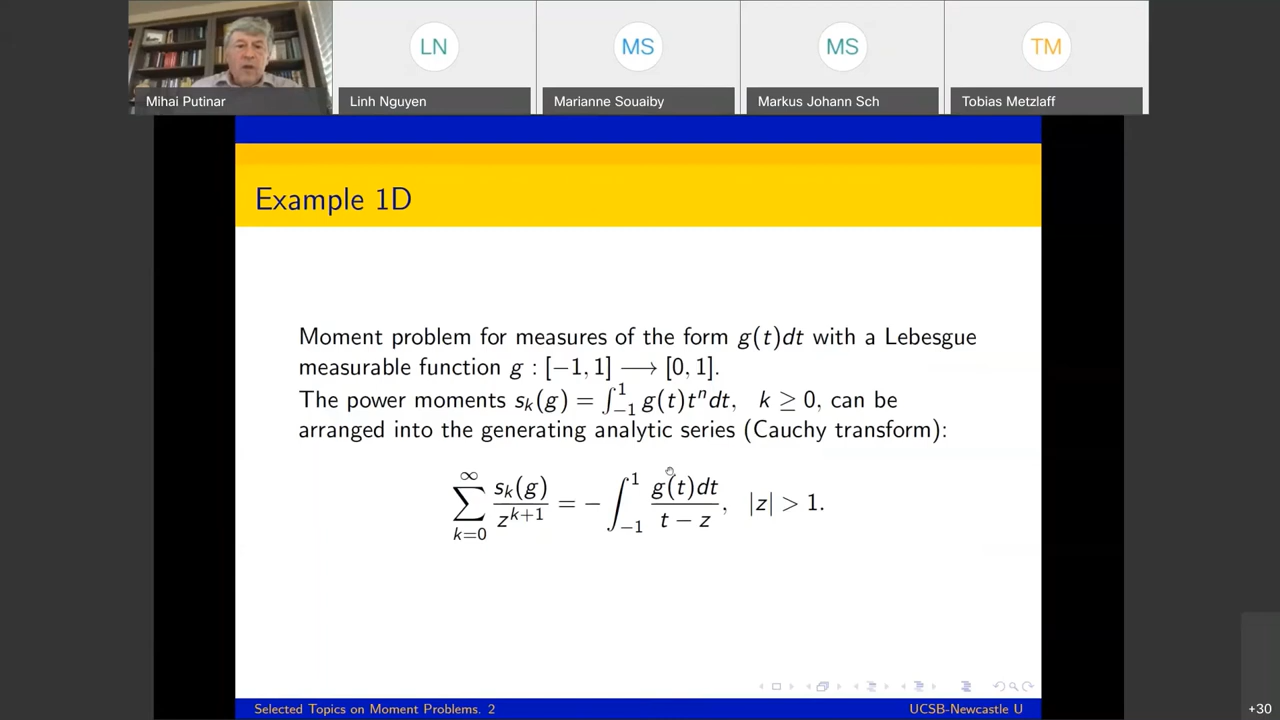 LN
MS
MS
TM
Mihai Putinar
Linh Nguyen
Marianne Souaiby
Markus Johann Sch
Tobias Metzlaff
Example 1D
Moment problem for measures of the form g(t)dt with a Lebesgue
measurable function g : [−1, 1] ⟶ [0, 1].
The power moments s_k(g) = ∫_{−1}^{1} g(t)t^n dt, k ≥ 0, can be
arranged into the generating analytic series (Cauchy transform):
∑_{k=0}^{∞} s_k(g)/z^{k+1} = − ∫_{−1}^{1} g(t)dt/(t − z), |z| > 1.
Selected Topics on Moment Problems. 2
UCSB-Newcastle U
+30